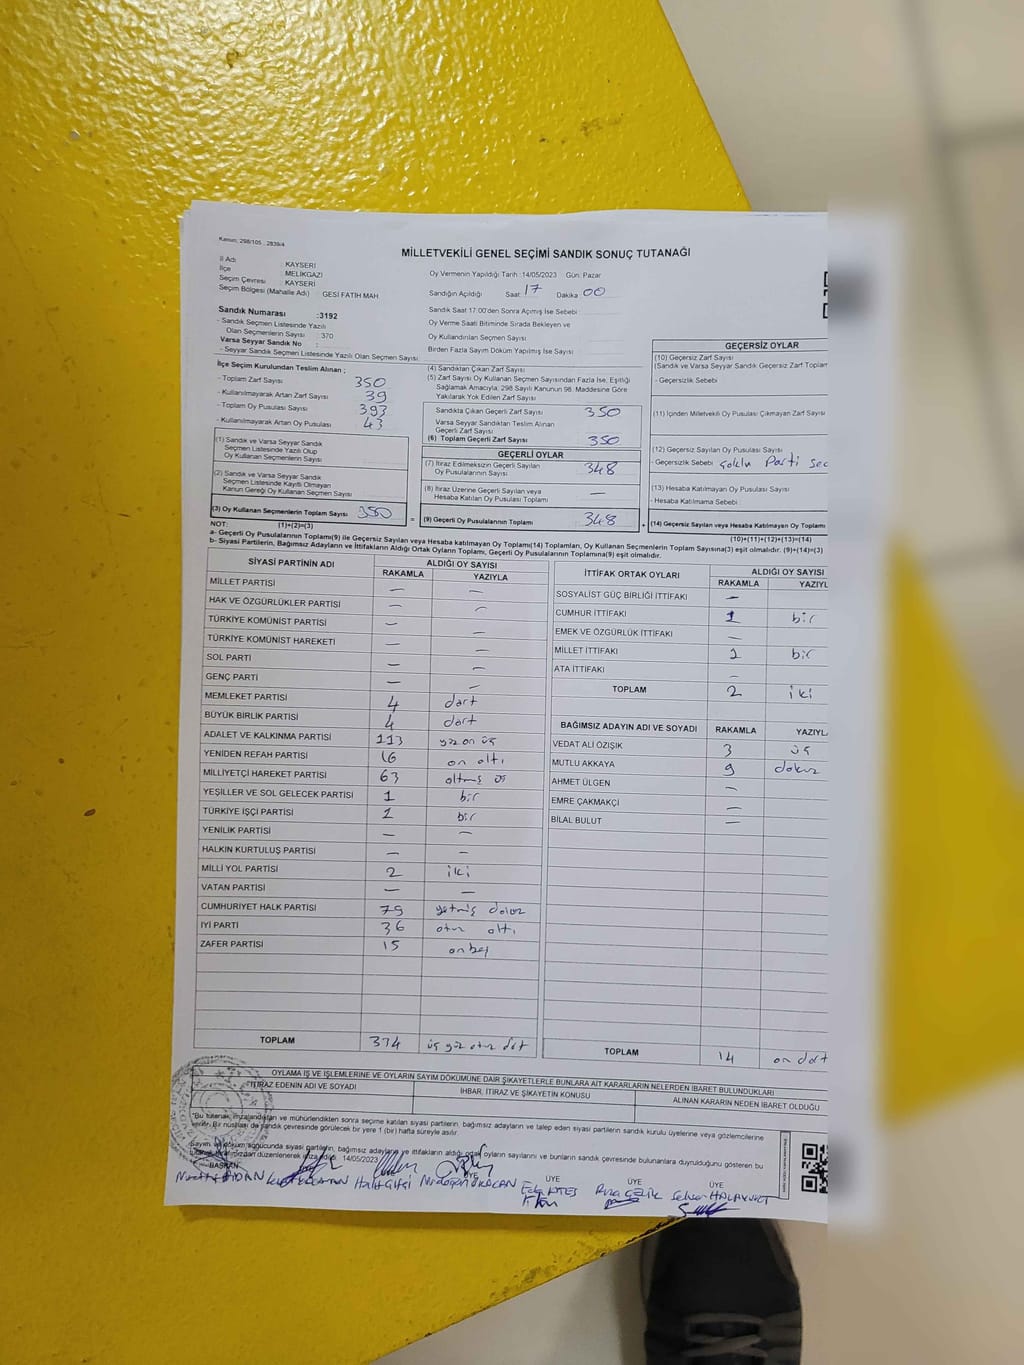 Kanun: 298/105 , 2839/4
MİLLETVEKİLİ GENEL SEÇİMİ SANDIK SONUÇ TUTANAĞI
İl Adı : KAYSERİ
İlçe : MELİKGAZİ
Seçim Çevresi : KAYSERİ
Seçim Bölgesi (Mahalle Adı) : GESİ FATİH MAH
Oy Vermenin Yapıldığı Tarih :14/05/2023 Gün: Pazar
Sandığın Açıldığı Saat: 17 Dakika 00
Sandık Numarası :3192
- Sandık Seçmen Listesinde Yazılı
Olan Seçmenlerin Sayısı : 370
Varsa Seyyar Sandık No :
- Seyyar Sandık Seçmen Listesinde Yazılı Olan Seçmen Sayısı :
Sandık Saat 17:00'den Sonra Açılmış İse Sebebi :
Oy Verme Saati Bitiminde Sırada Bekleyen ve
Oy Kullandırılan Seçmen Sayısı :
Birden Fazla Sayım Döküm Yapılmış İse Sayısı :
İlçe Seçim Kurulundan Teslim Alınan ;
- Toplam Zarf Sayısı 350
- Kullanılmayarak Artan Zarf Sayısı 39
- Toplam Oy Pusulası Sayısı 393
- Kullanılmayarak Artan Oy Pusulası 43
(1) Sandık ve Varsa Seyyar Sandık
Seçmen Listesinde Yazılı Olup
Oy Kullanan Seçmenlerin Sayısı
(2) Sandık ve Varsa Seyyar Sandık
Seçmen Listesinde Kayıtlı Olmayan
Kanun Gereği Oy Kullanan Seçmen Sayısı
(3) Oy Kullanan Seçmenlerin Toplam Sayısı 350
(4) Sandıktan Çıkan Zarf Sayısı
(5) Zarf Sayısı Oy Kullanan Seçmen Sayısından Fazla İse, Eşitliği
Sağlamak Amacıyla, 298 Sayılı Kanunun 98. Maddesine Göre
Yakılarak Yok Edilen Zarf Sayısı
Sandıkta Çıkan Geçerli Zarf Sayısı 350
Varsa Seyyar Sandıktan Teslim Alınan
Geçerli Zarf Sayısı
(6) Toplam Geçerli Zarf Sayısı 350
GEÇERLİ OYLAR
(7) İtiraz Edilmeksizin Geçerli Sayılan
Oy Pusulalarının Sayısı 348
(8) İtiraz Üzerine Geçerli Sayılan veya
Hesaba Katılan Oy Pusulası Toplamı —
= (9) Geçerli Oy Pusulalarının Toplamı 348
GEÇERSİZ OYLAR
(10) Geçersiz Zarf Sayısı
(Sandık ve Varsa Seyyar Sandık Geçersiz Zarf Toplam
- Geçersizlik Sebebi
(11) İçinden Milletvekili Oy Pusulası Çıkmayan Zarf Sayısı
(12) Geçersiz Sayılan Oy Pusulası Sayısı
- Geçersizlik Sebebi çoklu Parti seç
(13) Hesaba Katılmayan Oy Pusulası Sayısı
- Hesaba Katılmama Sebebi
+ (14) Geçersiz Sayılan veya Hesaba Katılmayan Oy Pusulası Toplamı
NOT: (1)+(2)=(3) (10)+(11)+(12)+(13)=(14)
a- Geçerli Oy Pusulalarının Toplamı(9) ile Geçersiz Sayılan veya Hesaba Katılmayan Oy Pusulası Toplamı(14) Toplamları, Oy Kullanan Seçmenlerin Toplam Sayısına(3) eşit olmalıdır. (9)+(14)=(3)
b- Siyasi Partilerin, Bağımsız Adayların ve İttifakların Aldığı Ortak Oyların Toplamı, Geçerli Oy Pusulalarının Toplamına(9) eşit olmalıdır.
SİYASİ PARTİNİN ADI ALDIĞI OY SAYISI
RAKAMLA YAZIYLA
MİLLET PARTİSİ — —
HAK VE ÖZGÜRLÜKLER PARTİSİ — —
TÜRKİYE KOMÜNİST PARTİSİ — —
TÜRKİYE KOMÜNİST HAREKETİ — —
SOL PARTİ — —
GENÇ PARTİ — —
MEMLEKET PARTİSİ 4 dört
BÜYÜK BİRLİK PARTİSİ 4 dört
ADALET VE KALKINMA PARTİSİ 113 yüz on üç
YENİDEN REFAH PARTİSİ 16 on altı
MİLLİYETÇİ HAREKET PARTİSİ 63 altmış üç
YEŞİLLER VE SOL GELECEK PARTİSİ 1 bir
TÜRKİYE İŞÇİ PARTİSİ 1 bir
YENİLİK PARTİSİ — —
HALKIN KURTULUŞ PARTİSİ — —
MİLLİ YOL PARTİSİ 2 iki
VATAN PARTİSİ — —
CUMHURİYET HALK PARTİSİ 79 yetmiş dokuz
İYİ PARTİ 36 otuz altı
ZAFER PARTİSİ 15 onbeş
TOPLAM 334 üç yüz otuz dört
İTTİFAK ORTAK OYLARI ALDIĞI OY SAYISI
RAKAMLA YAZIYL
SOSYALİST GÜÇ BİRLİĞİ İTTİFAKI —
CUMHUR İTTİFAKI 1 bir
EMEK VE ÖZGÜRLÜK İTTİFAKI —
MİLLET İTTİFAKI 1 bir
ATA İTTİFAKI —
TOPLAM 2 iki
BAĞIMSIZ ADAYIN ADI VE SOYADI RAKAMLA YAZIYL
VEDAT ALİ ÖZIŞIK 3 üç
MUTLU AKKAYA 9 dokuz
AHMET ÜLGEN —
EMRE ÇAKMAKÇİ —
BİLAL BULUT —
TOPLAM 14 on dört
OYLAMA İŞ VE İŞLEMLERİNE VE OYLARIN SAYIM DÖKÜMÜNE DAİR ŞİKAYETLERLE BUNLARA AİT KARARLARIN NELERDEN İBARET BULUNDUKLARI
İTİRAZ EDENİN ADI VE SOYADI
İHBAR, İTİRAZ VE ŞİKAYETİN KONUSU
ALINAN KARARIN NEDEN İBARET OLDUĞU
"Bu tutanak, imzalandıktan ve mühürlendikten sonra seçime katılan siyasi partilerin, bağımsız adayların ve talep eden siyasi partilerin sandık kurulu üyelerine veya gözlemcilerine
verilir. Bir nüshası da sandık çevresinde görülecek bir yere 1 (bir) hafta süreyle asılır.
Sayım ve döküm sonucunda siyasi partilerin, bağımsız adayların ve ittifakların aldığı ortak oyların sayılarını ve bunların sandık çevresinde bulunanlara duyrulduğunu gösteren bu
14/05/2023
BAŞKAN ÜYE ÜYE ÜYE ÜYE